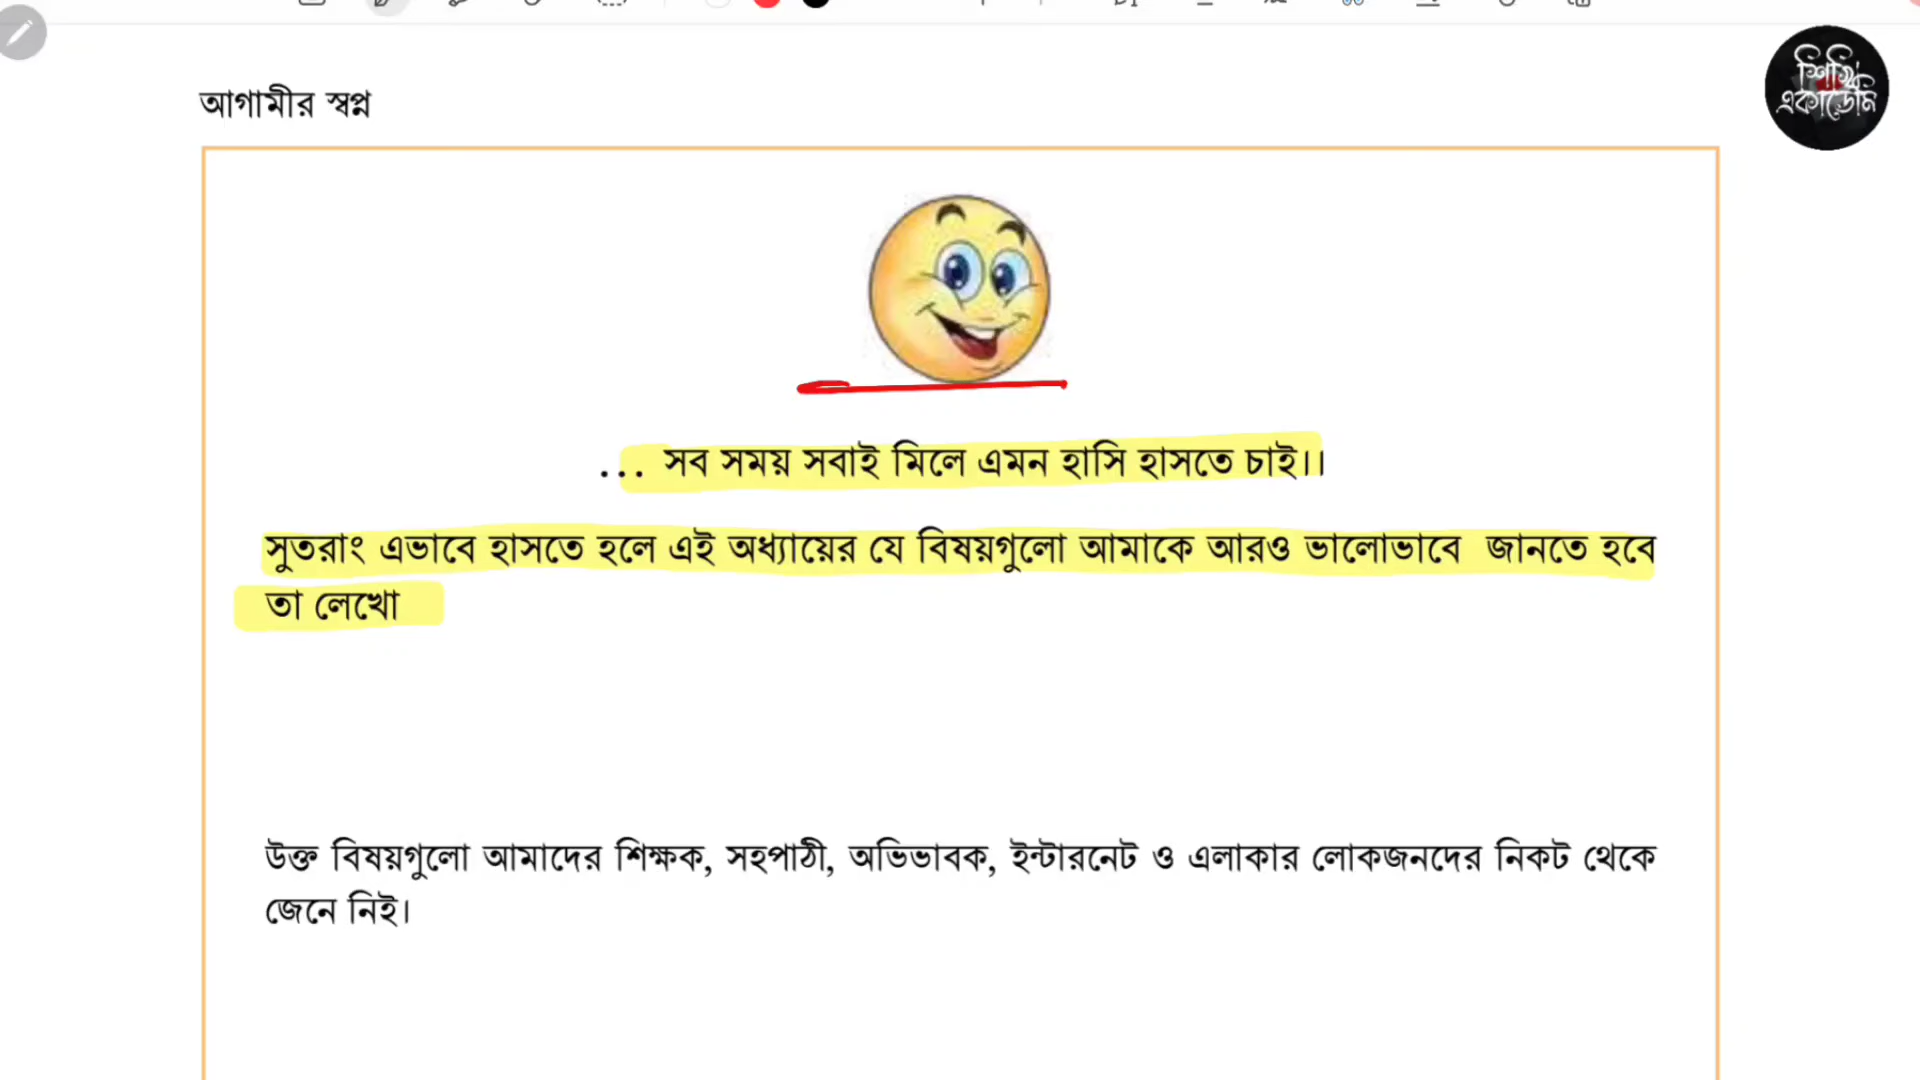 আগামীর স্বপ্ন
শিখি
একাডেমি
... সব সময় সবাই মিলে এমন হাসি হাসতে চাই।।
সুতরাং এভাবে হাসতে হলে এই অধ্যায়ের যে বিষয়গুলো আমাকে আরও ভালোভাবে জানতে হবে
তা লেখো
উক্ত বিষয়গুলো আমাদের শিক্ষক, সহপাঠী, অভিভাবক, ইন্টারনেট ও এলাকার লোকজনদের নিকট থেকে
জেনে নিই।